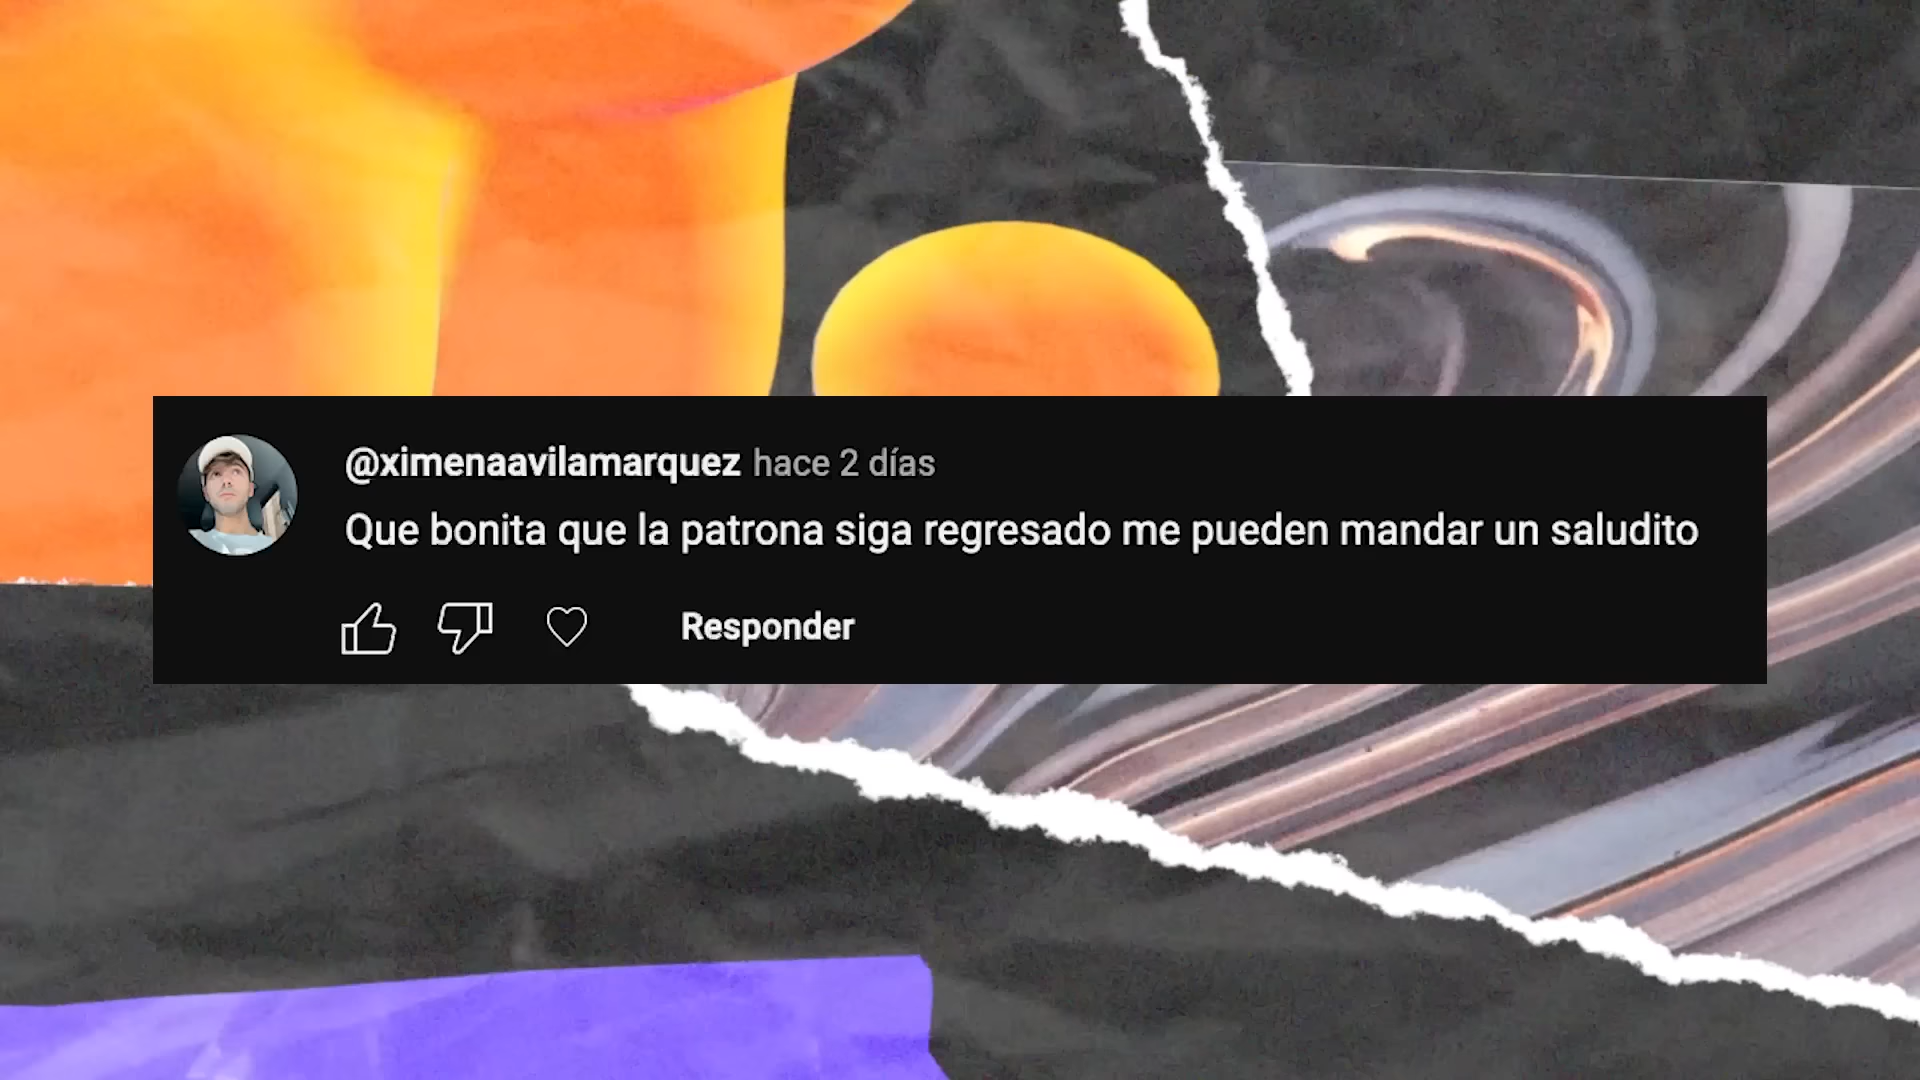 @ximenaavilamarquez hace 2 días
Que bonita que la patrona siga regresado me pueden mandar un saludito
Responder